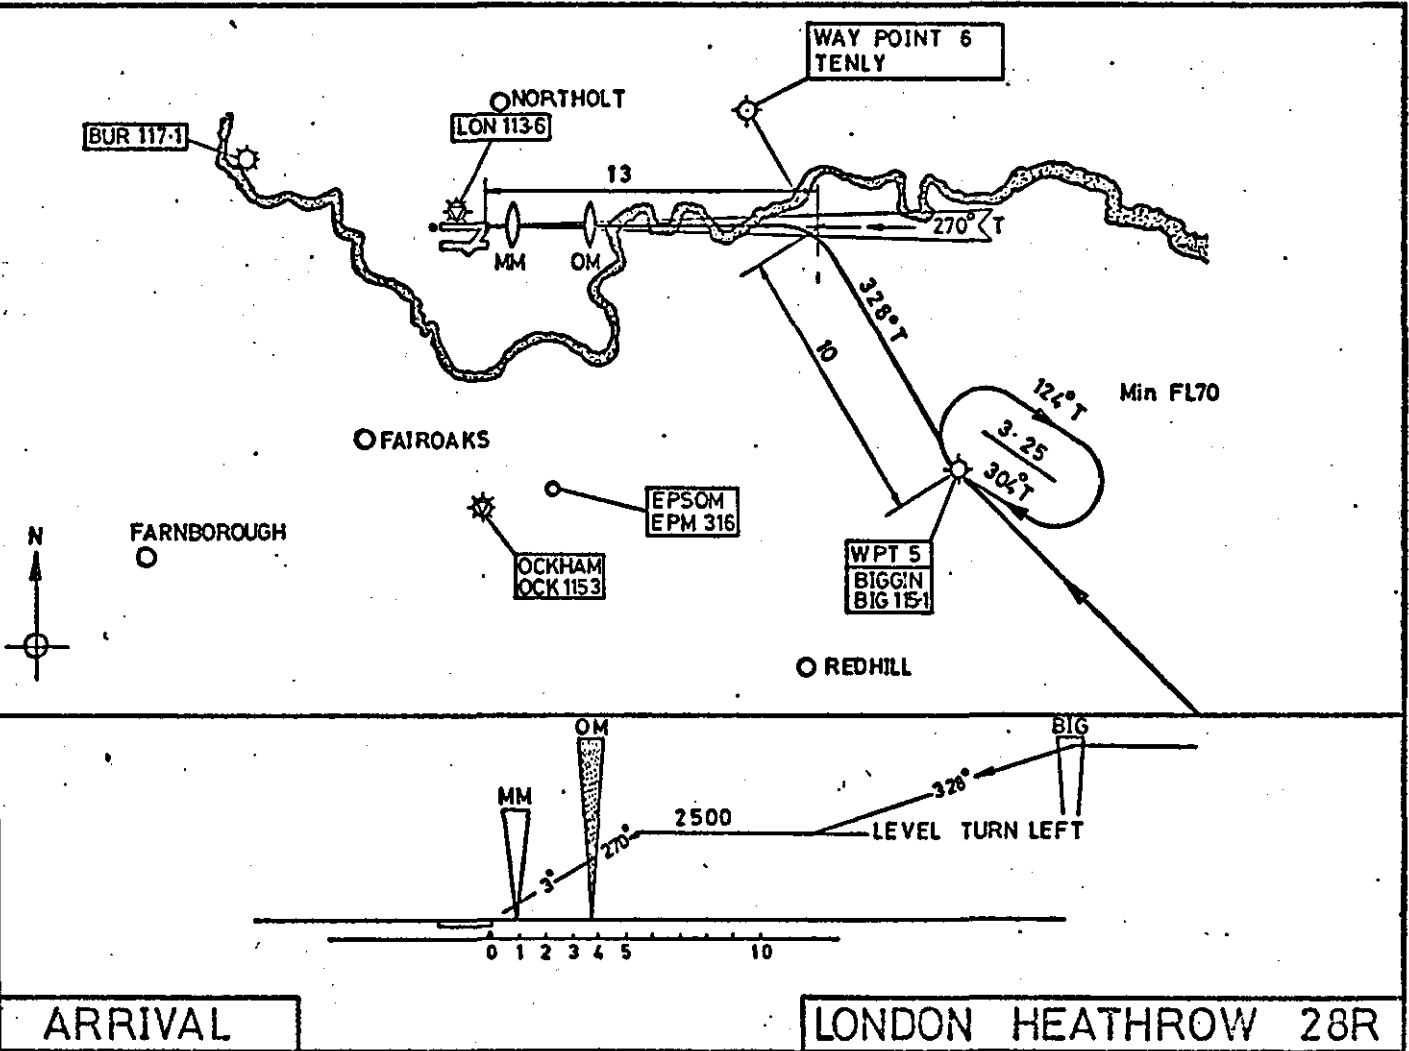 WAY POINT 6
TENLY
NORTHOLT
BUR 117·1
LON 113·6
13
270° T
MM
OM
328° T
10
124° T
Min FL70
3·25
304° T
FAIROAKS
EPSOM
EPM 316
FARNBOROUGH
N
OCKHAM
OCK 1153
WPT 5
BIGGIN
BIG 115·1
REDHILL
OM
BIG
MM
328°
2500
LEVEL TURN LEFT
270°
3°
0 1 2 3 4 5 10
ARRIVAL
LONDON HEATHROW 28R